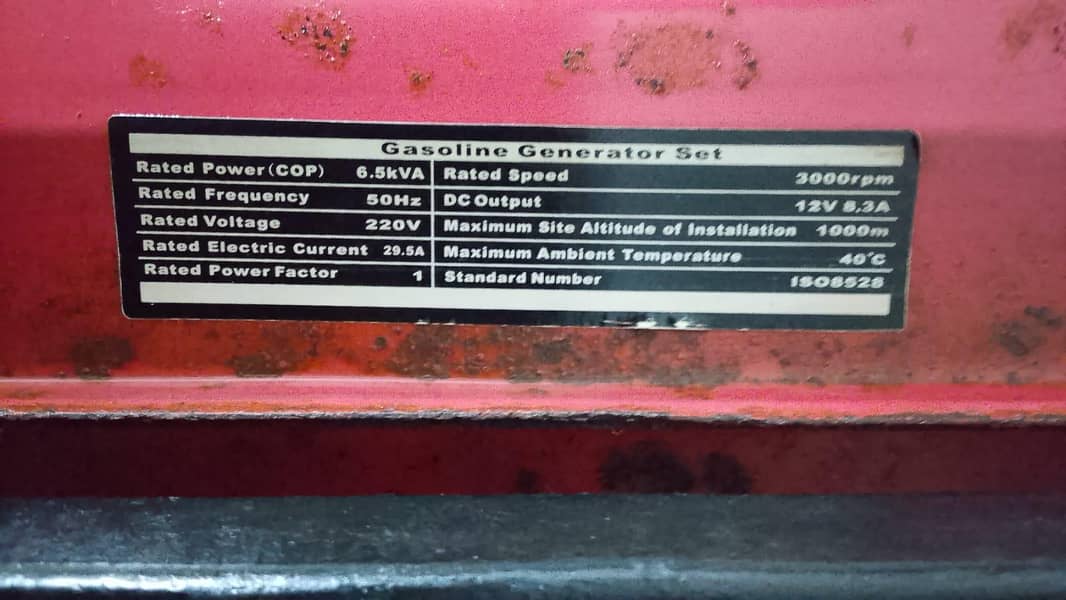 Gasoline Generator Set
Rated Power(COP) 6.5kVA
Rated Frequency 50Hz
Rated Voltage 220V
Rated Electric Current 29.5A
Rated Power Factor 1
Rated Speed 3000rpm
DC Output 12V 8.3A
Maximum Site Altitude of Installation 1000m
Maximum Ambient Temperature 40°C
Standard Number ISO8528